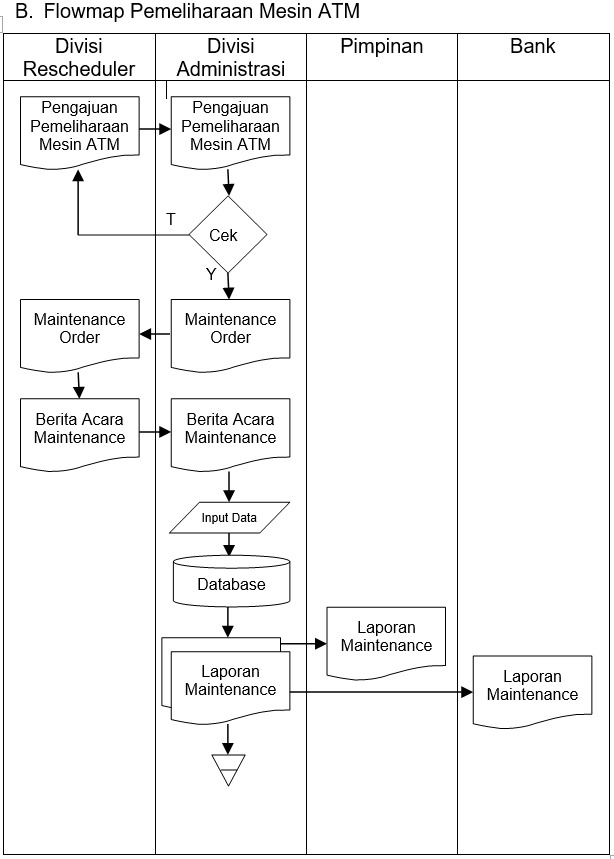 B. Flowmap Pemeliharaan Mesin ATM
Divisi
Rescheduler
Divisi
Administrasi
Pimpinan
Bank
Pengajuan
Pemeliharaan
Mesin ATM
Pengajuan
Pemeliharaan
Mesin ATM
T
Cek
Y
Maintenance
Order
Maintenance
Order
Berita Acara
Maintenance
Berita Acara
Maintenance
Input Data
Database
Laporan
Maintenance
Laporan
Maintenance
Laporan
Maintenance